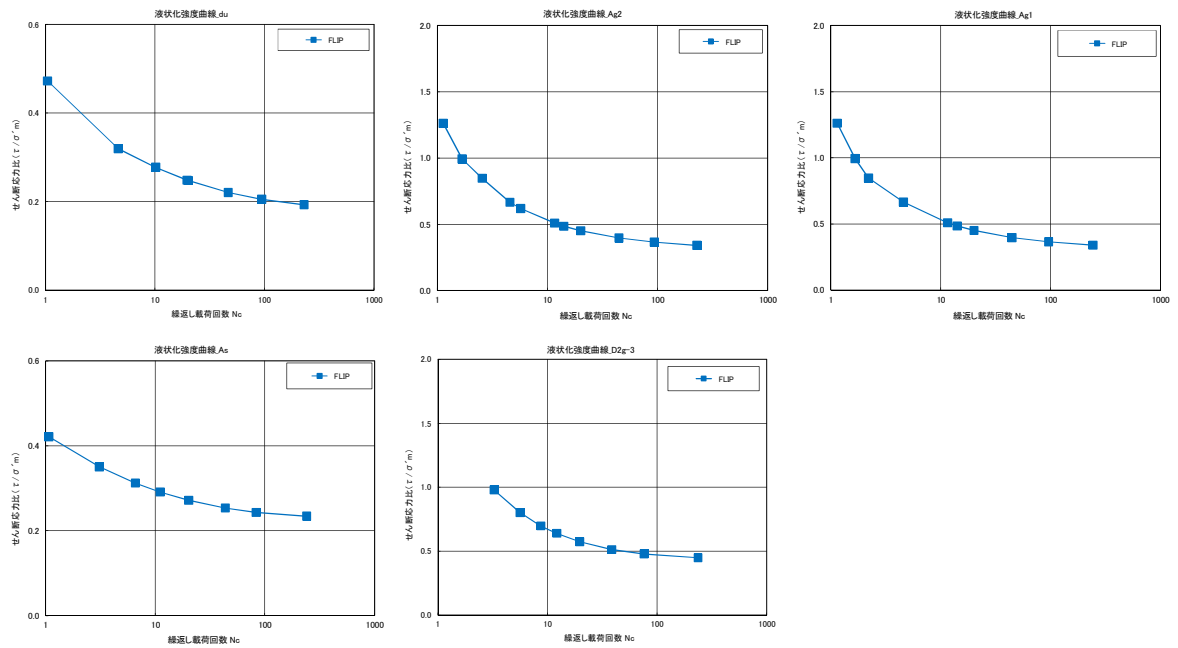 液状化強度曲線_du
FLIP
0.6
0.4
0.2
0.0
せん断応力比(τ/σ´m)
1
10
100
1000
繰返し載荷回数 Nc
液状化強度曲線_Ag2
FLIP
2.0
1.5
1.0
0.5
0.0
せん断応力比(τ/σ´m)
1
10
100
1000
繰返し載荷回数 Nc
液状化強度曲線_Ag1
FLIP
2.0
1.5
1.0
0.5
0.0
せん断応力比(τ/σ´m)
1
10
100
1000
繰返し載荷回数 Nc
液状化強度曲線_As
FLIP
0.6
0.4
0.2
0.0
せん断応力比(τ/σ´m)
1
10
100
1000
繰返し載荷回数 Nc
液状化強度曲線_D2g-3
FLIP
2.0
1.5
1.0
0.5
0.0
せん断応力比(τ/σ´m)
1
10
100
1000
繰返し載荷回数 Nc